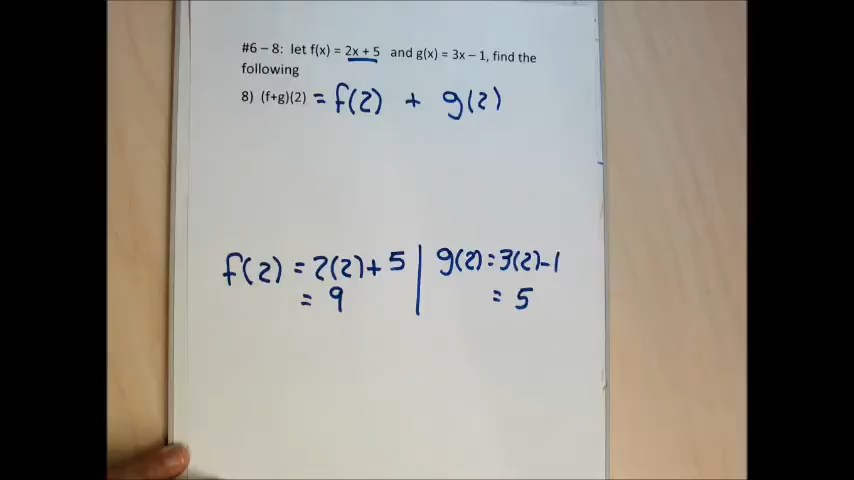 #6 – 8: let f(x) = 2x + 5 and g(x) = 3x – 1, find the
following
8) (f+g)(2) = f(2) + g(2)
f(2) = 2(2) + 5 | g(2) = 3(2) - 1
= 9 = 5